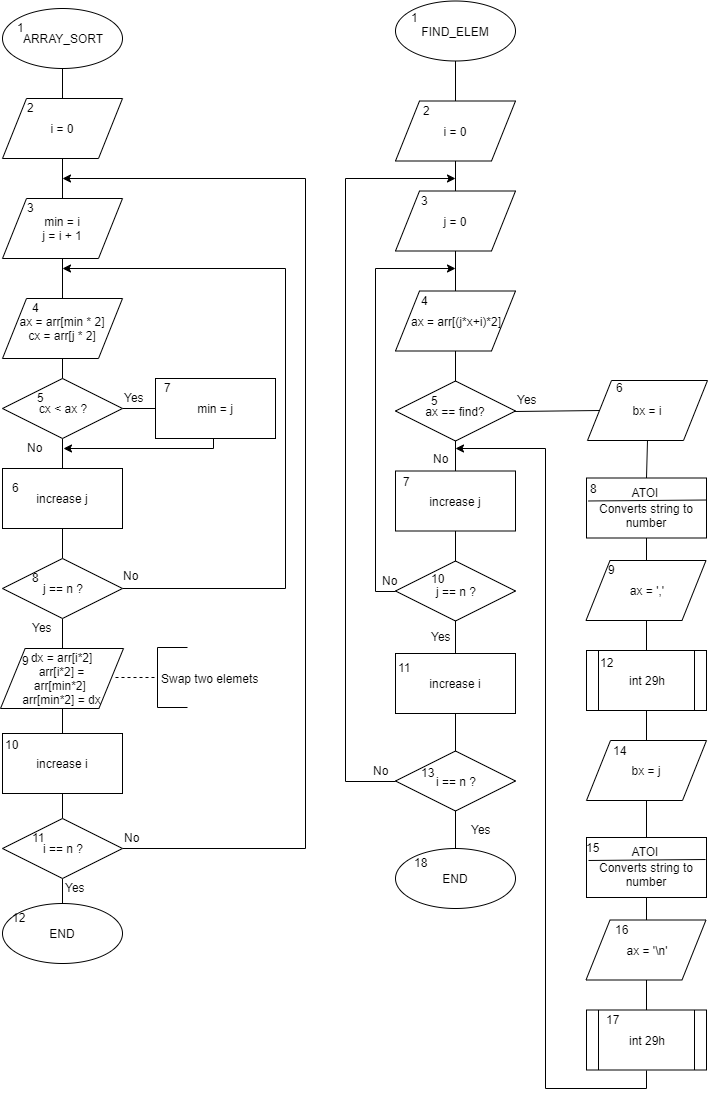 1
ARRAY_SORT
2
i = 0
3
min = i
j = i + 1
4
ax = arr[min * 2]
cx = arr[j * 2]
5
cx < ax ?
Yes
7
min = j
No
6
increase j
8
j == n ?
No
Yes
9
dx = arr[i*2]
arr[i*2] =
arr[min*2]
arr[min*2] = dx
Swap two elemets
10
increase i
11
i == n ?
No
Yes
12
END
1
FIND_ELEM
2
i = 0
3
j = 0
4
ax = arr[(j*x+i)*2]
5
ax == find?
Yes
No
7
increase j
10
j == n ?
No
Yes
11
increase i
13
i == n ?
No
Yes
18
END
6
bx = i
8
ATOI
Converts string to
number
9
ax = ','
12
int 29h
14
bx = j
15
ATOI
Converts string to
number
16
ax = '\n'
17
int 29h